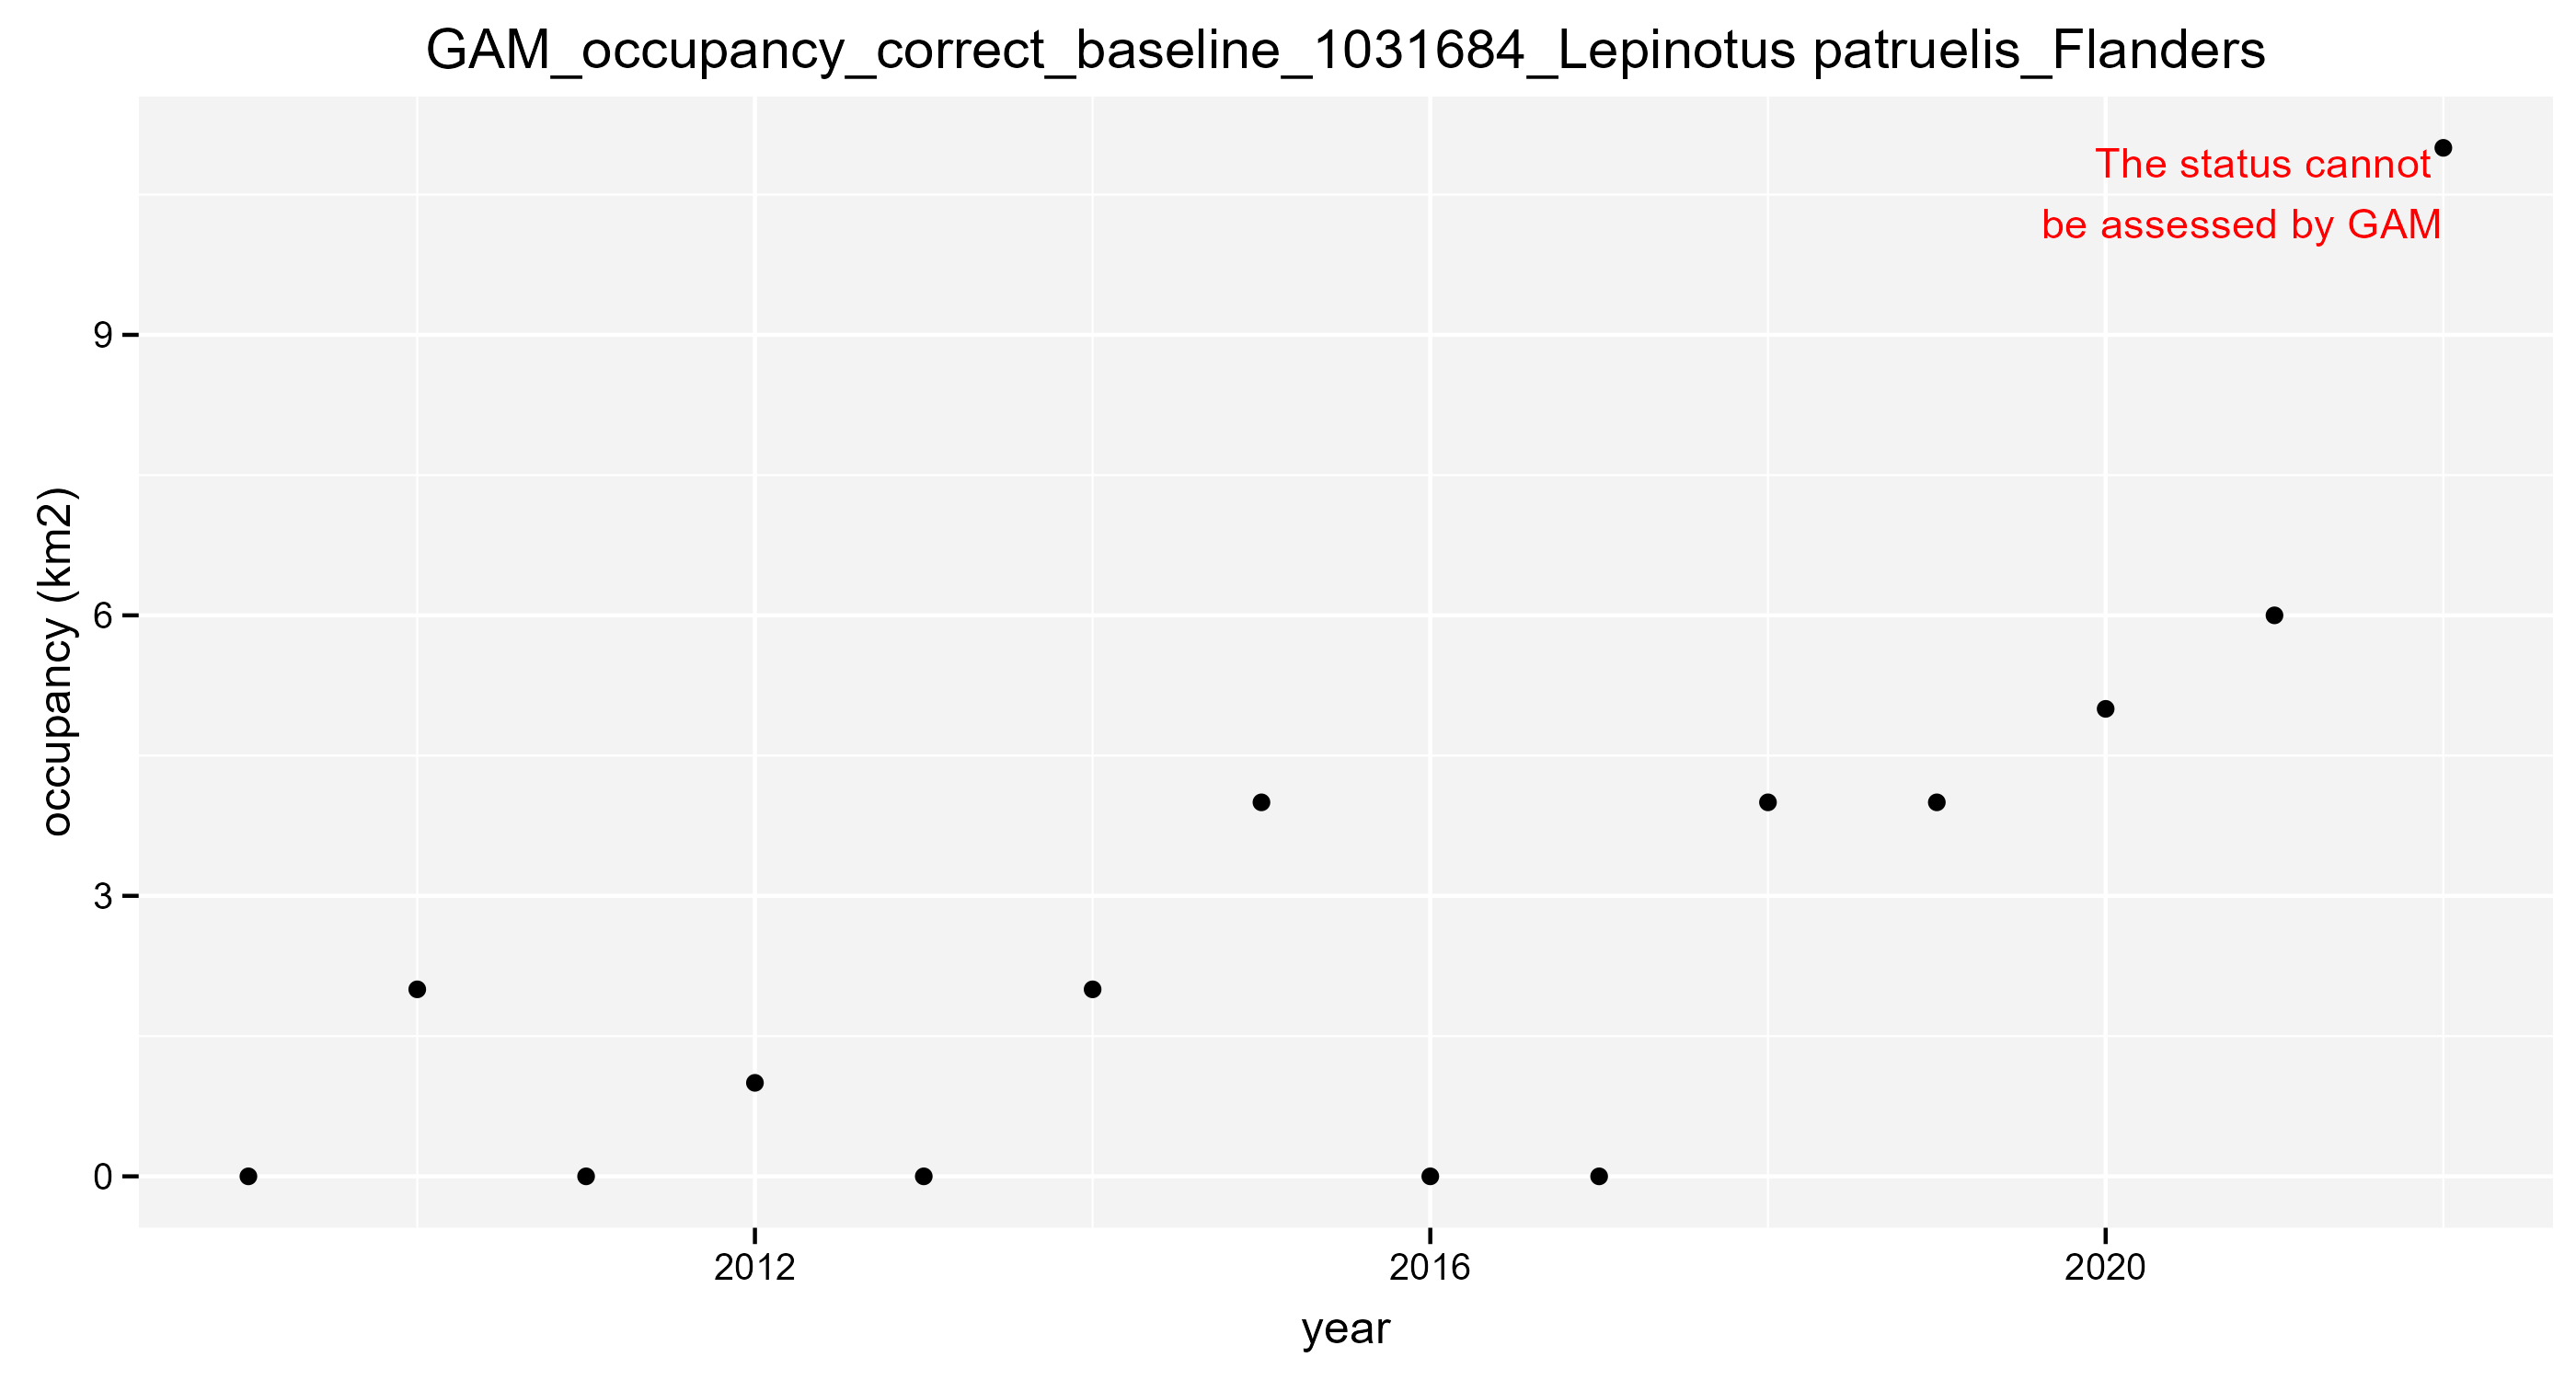 GAM_occupancy_correct_baseline_1031684_Lepinotus patruelis_Flanders
The status cannot
be assessed by GAM
occupancy (km2)
9
6
3
0
2012
2016
2020
year